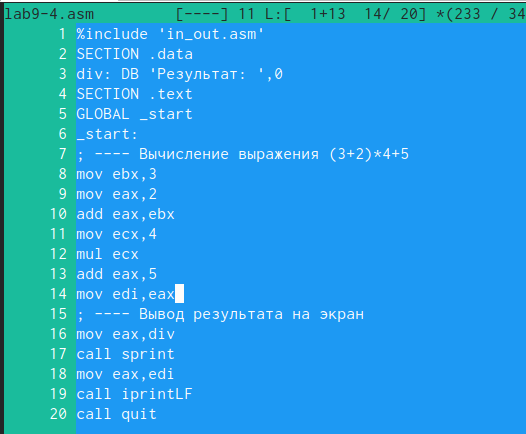 lab9-4.asm [----] 11 L:[ 1+13 14/ 20] *(233 / 34
1 %include 'in_out.asm'
2 SECTION .data
3 div: DB 'Результат: ',0
4 SECTION .text
5 GLOBAL _start
6 _start:
7 ; ---- Вычисление выражения (3+2)*4+5
8 mov ebx,3
9 mov eax,2
10 add eax,ebx
11 mov ecx,4
12 mul ecx
13 add eax,5
14 mov edi,eax
15 ; ---- Вывод результата на экран
16 mov eax,div
17 call sprint
18 mov eax,edi
19 call iprintLF
20 call quit